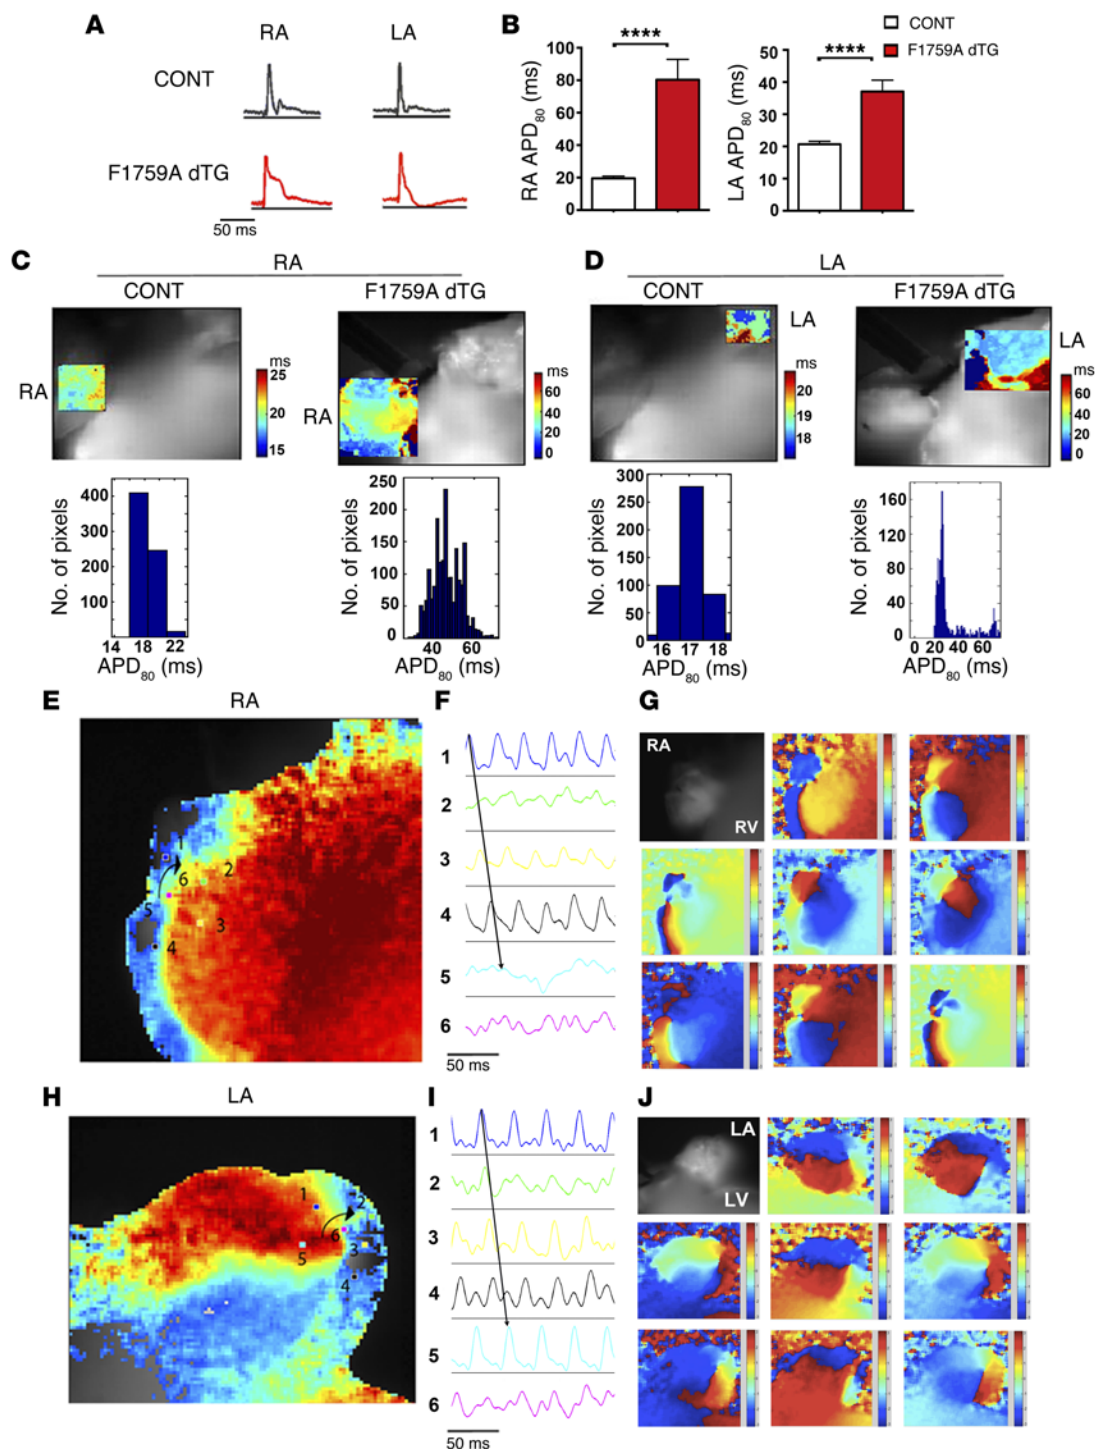 A
RA
LA
CONT
F1759A dTG
50 ms
B
CONT
F1759A dTG
****
RA APD80 (ms)
100
80
60
40
20
0
****
LA APD80 (ms)
50
40
30
20
10
0
C
RA
CONT
F1759A dTG
RA
ms
25
20
15
RA
ms
60
40
20
0
No. of pixels
400
300
200
100
14 18 22
APD80 (ms)
No. of pixels
250
200
150
100
50
0
40 60
APD80 (ms)
D
LA
CONT
F1759A dTG
LA
ms
20
19
18
LA
ms
60
40
20
0
No. of pixels
300
250
200
150
100
50
0
16 17 18
APD80 (ms)
No. of pixels
160
120
80
40
0
0 20 40 60
APD80 (ms)
E
RA
1
2
6
5
3
4
F
1
2
3
4
5
6
50 ms
G
RA
RV
H
LA
1
2
6
3
5
4
I
1
2
3
4
5
6
50 ms
J
LA
LV